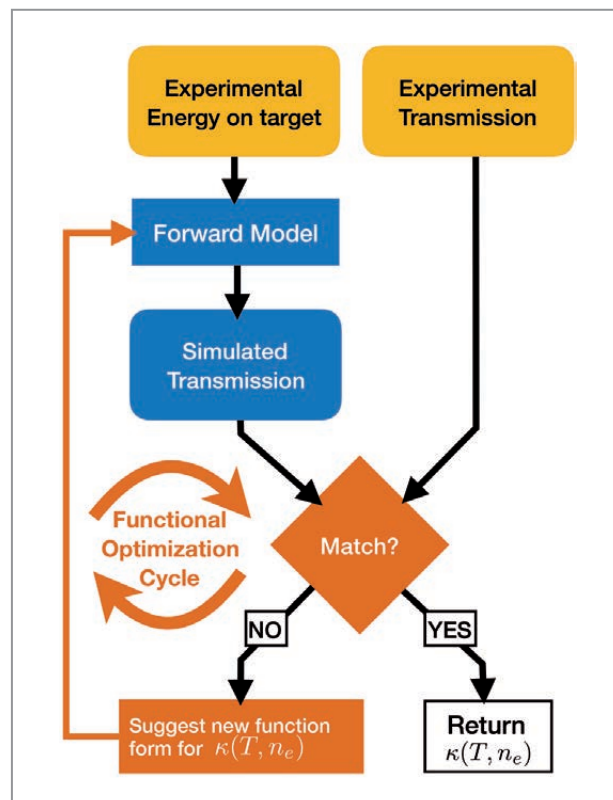 Experimental
Energy on target
Experimental
Transmission
Forward Model
Simulated
Transmission
Functional
Optimization
Cycle
Match?
NO
YES
Suggest new function
form for κ(T, nₑ)
Return
κ(T, nₑ)